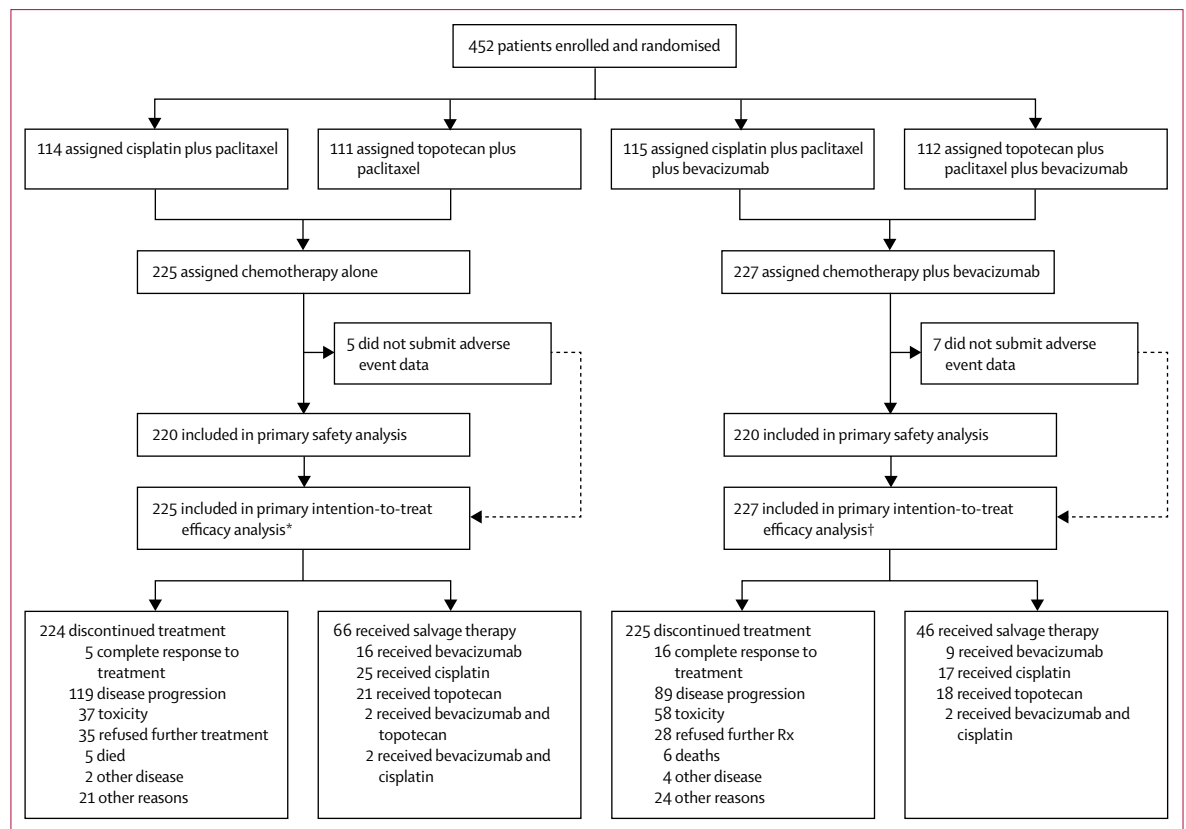 452 patients enrolled and randomised
114 assigned cisplatin plus paclitaxel
111 assigned topotecan plus
paclitaxel
115 assigned cisplatin plus paclitaxel
plus bevacizumab
112 assigned topotecan plus
paclitaxel plus bevacizumab
225 assigned chemotherapy alone
227 assigned chemotherapy plus bevacizumab
5 did not submit adverse
event data
7 did not submit adverse
event data
220 included in primary safety analysis
220 included in primary safety analysis
225 included in primary intention-to-treat
efficacy analysis*
227 included in primary intention-to-treat
efficacy analysis†
224 discontinued treatment
5 complete response to
treatment
119 disease progression
37 toxicity
35 refused further treatment
5 died
2 other disease
21 other reasons
66 received salvage therapy
16 received bevacizumab
25 received cisplatin
21 received topotecan
2 received bevacizumab and
topotecan
2 received bevacizumab and
cisplatin
225 discontinued treatment
16 complete response to
treatment
89 disease progression
58 toxicity
28 refused further Rx
6 deaths
4 other disease
24 other reasons
46 received salvage therapy
9 received bevacizumab
17 received cisplatin
18 received topotecan
2 received bevacizumab and
cisplatin